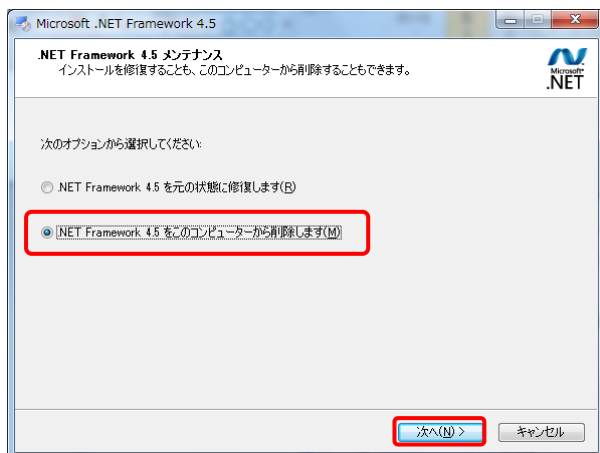 Microsoft .NET Framework 4.5
.NET Framework 4.5 メンテナンス
インストールを修復することも、このコンピューターから削除することもできます。
Microsoft
.NET
次のオプションから選択してください:
.NET Framework 4.5 を元の状態に修復します(R)
.NET Framework 4.5 をこのコンピューターから削除します(M)
次へ(N) >
キャンセル